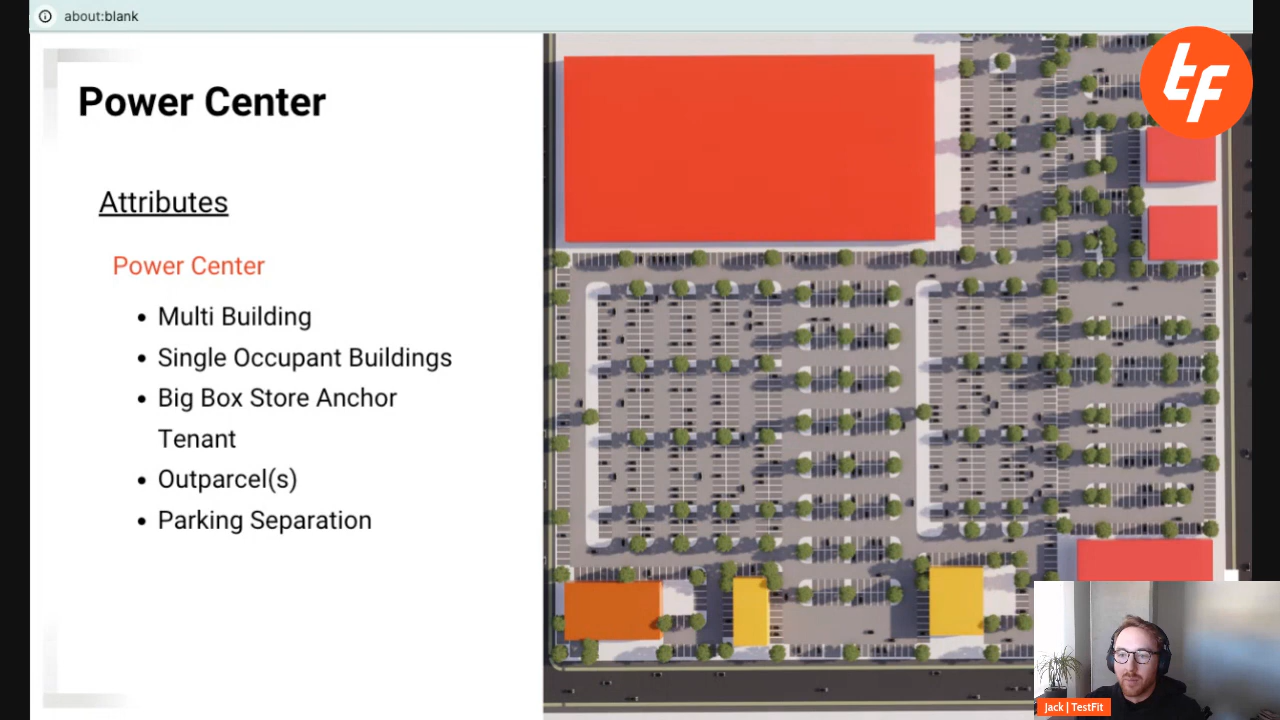 about:blank
tf
Power Center
Attributes
Power Center
• Multi Building
• Single Occupant Buildings
• Big Box Store Anchor
Tenant
• Outparcel(s)
• Parking Separation
Jack | TestFit